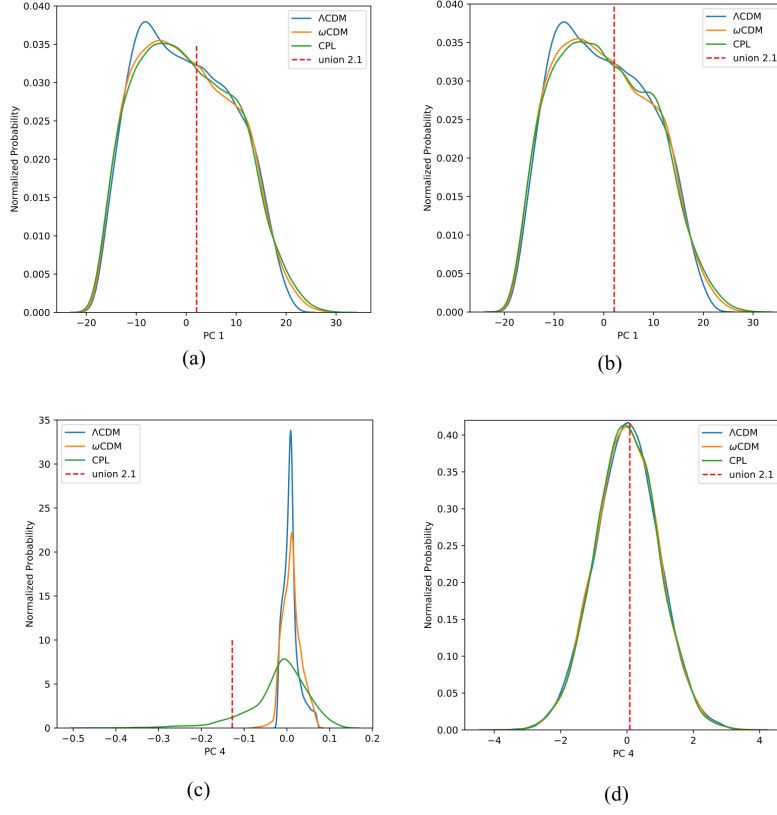 0.040
0.035
0.030
0.025
0.020
0.015
0.010
0.005
0.000
Normalized Probability
ΛCDM
ωCDM
CPL
union 2.1
−20
−10
0
10
20
30
PC 1
(a)
0.040
0.035
0.030
0.025
0.020
0.015
0.010
0.005
0.000
Normalized Probability
ΛCDM
ωCDM
CPL
union 2.1
−20
−10
0
10
20
30
PC 1
(b)
35
30
25
20
15
10
5
0
Normalized Probability
ΛCDM
ωCDM
CPL
union 2.1
−0.5
−0.4
−0.3
−0.2
−0.1
0.0
0.1
0.2
PC 4
(c)
0.40
0.35
0.30
0.25
0.20
0.15
0.10
0.05
0.00
Normalized Probability
ΛCDM
ωCDM
CPL
union 2.1
−4
−2
0
2
4
PC 4
(d)